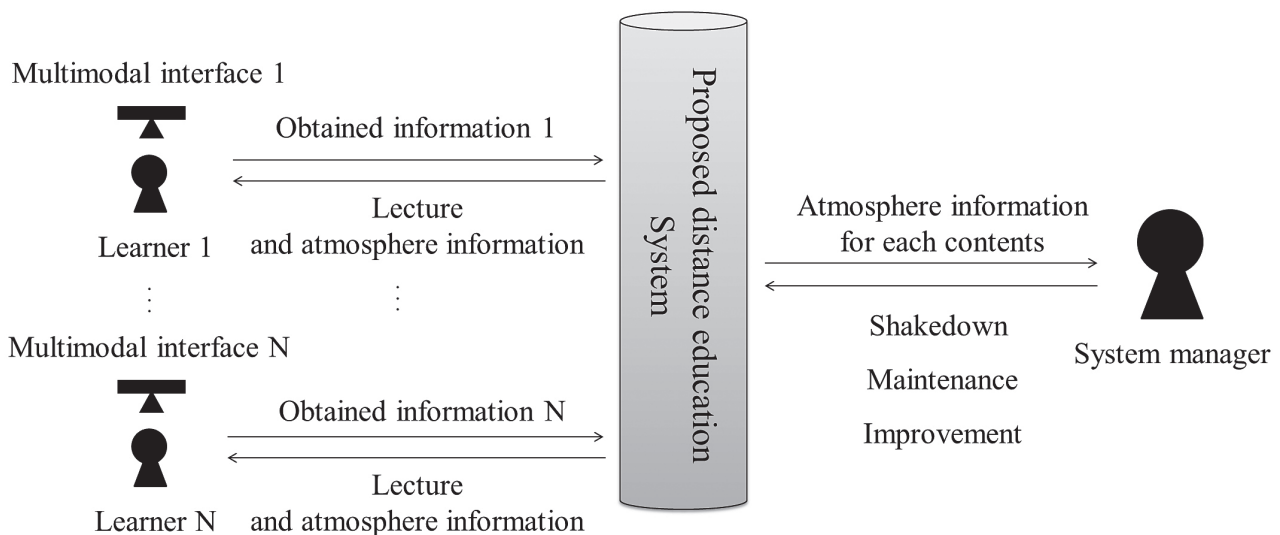 Multimodal interface 1
Obtained information 1
Lecture
and atmosphere information
Learner 1
Multimodal interface N
Obtained information N
Lecture
and atmosphere information
Learner N
Proposed distance education
System
Atmosphere information
for each contents
Shakedown
Maintenance
Improvement
System manager